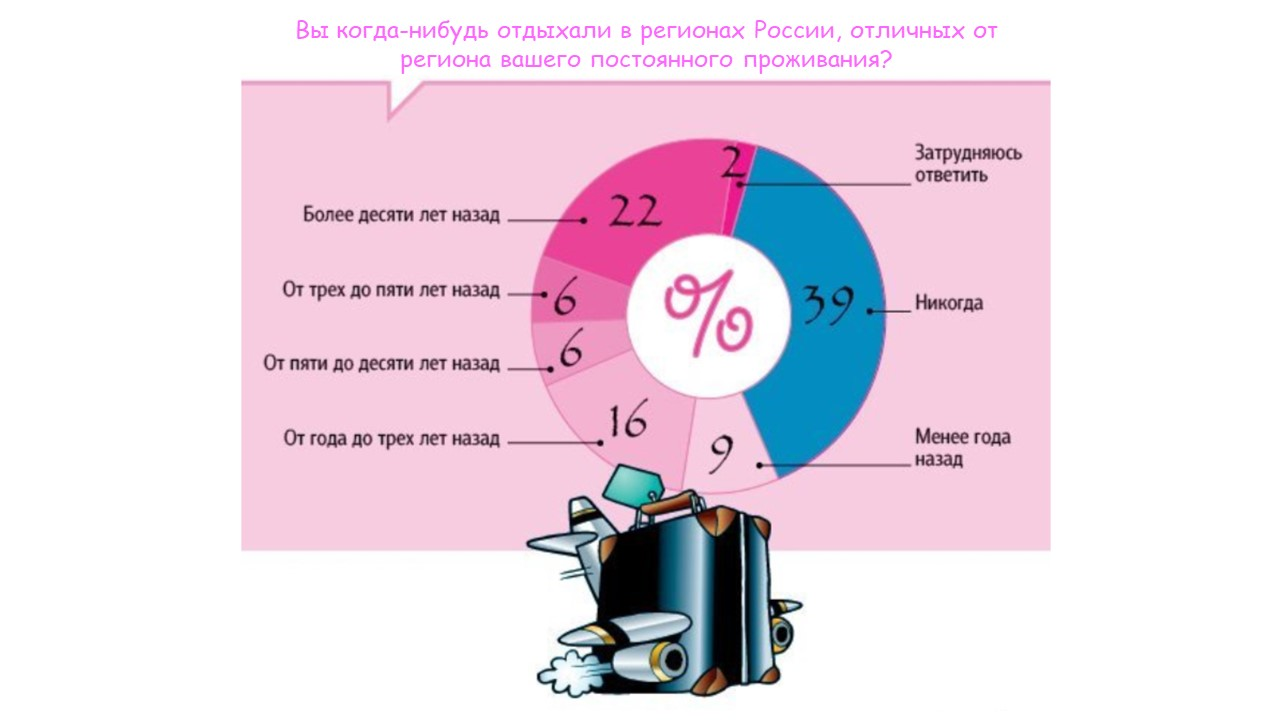 Вы когда-нибудь отдыхали в регионах России, отличных от
региона вашего постоянного проживания?
Затрудняюсь
ответить
2
22
Более десяти лет назад
От трех до пяти лет назад
6
%
39
Никогда
От пяти до десяти лет назад
6
От года до трех лет назад
16
9
Менее года
назад